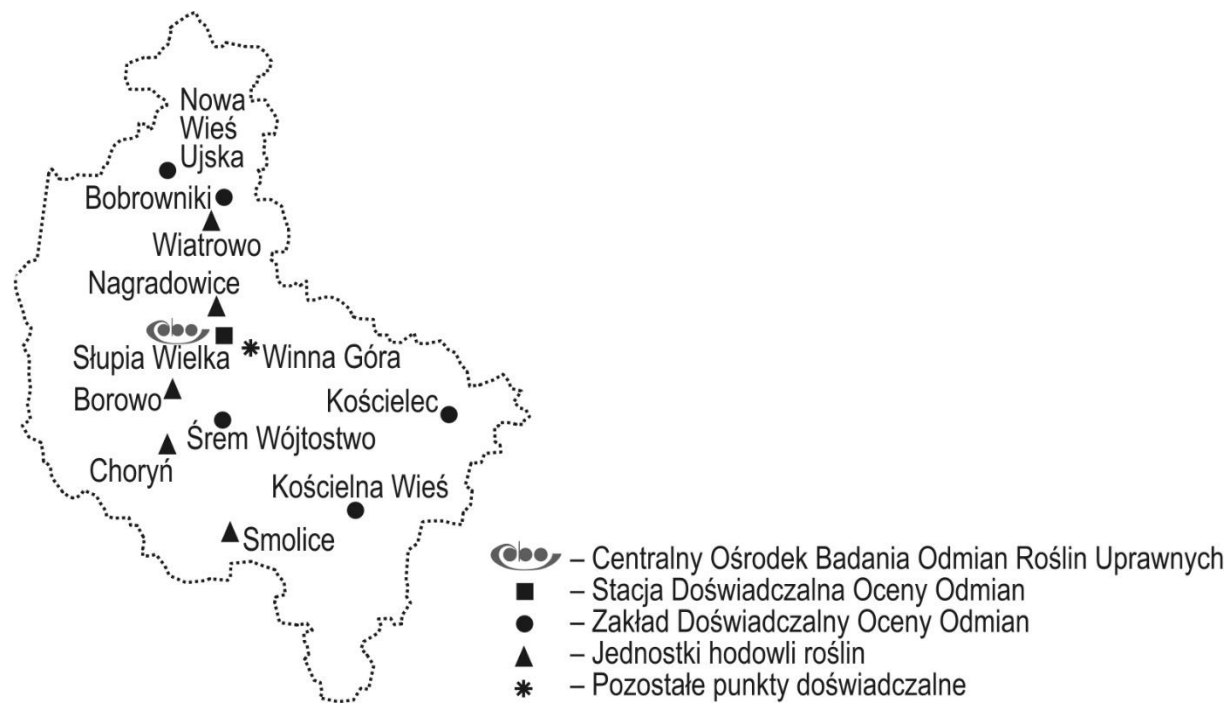 Nowa
Wieś
Ujska
Bobrowniki
Wiatrowo
Nagradowice
Słupia Wielka
Winna Góra
Borowo
Kościelec
Śrem Wójtostwo
Choryń
Kościelna Wieś
Smolice
– Centralny Ośrodek Badania Odmian Roślin Uprawnych
– Stacja Doświadczalna Oceny Odmian
– Zakład Doświadczalny Oceny Odmian
– Jednostki hodowli roślin
– Pozostałe punkty doświadczalne